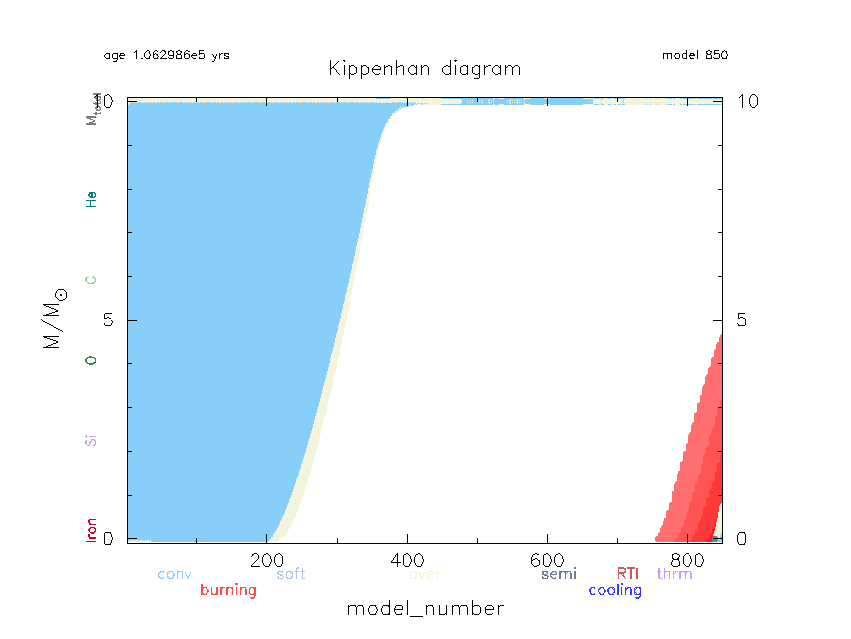 age 1.062986e5 yrs
model 850
Kippenhan diagram
M_total
10
10
He
C
M/M☉
5
5
O
Si
Iron
0
0
200
400
600
800
conv
soft
over
semi
RTI
thrm
burning
cooling
model_number